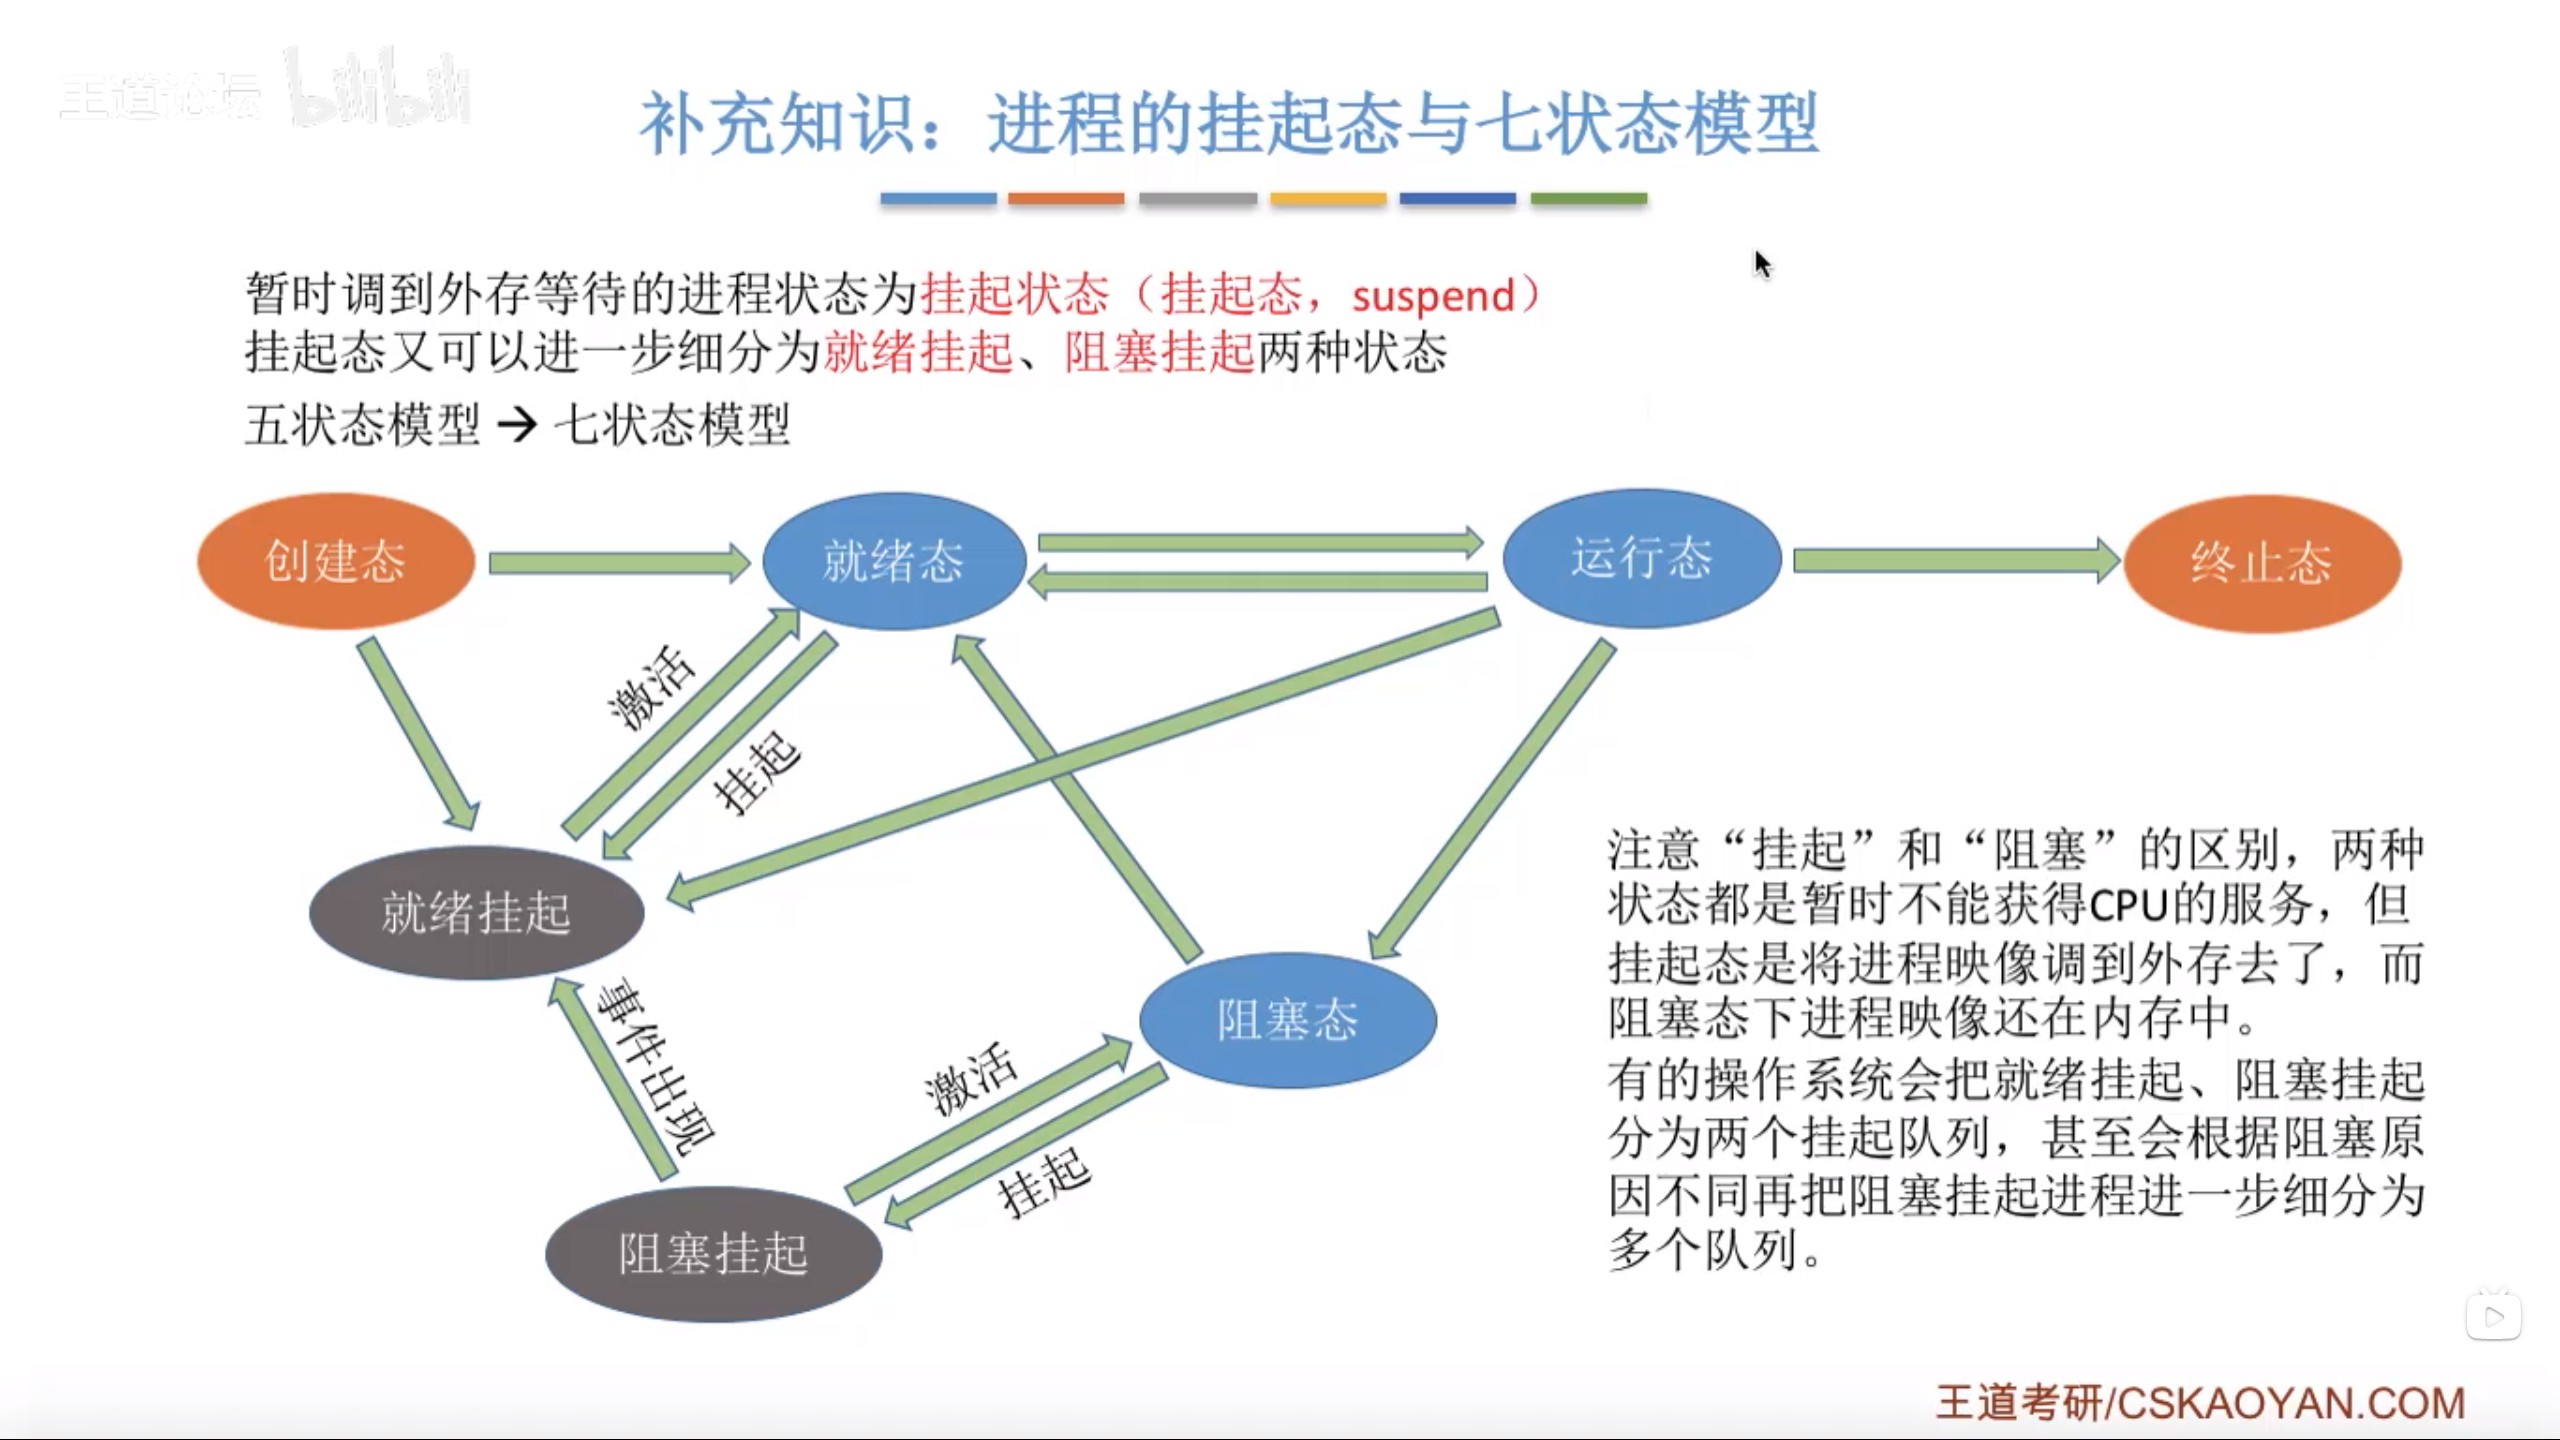 王道论坛 bilibili
补充知识：进程的挂起态与七状态模型
暂时调到外存等待的进程状态为挂起状态（挂起态，suspend）
挂起态又可以进一步细分为就绪挂起、阻塞挂起两种状态
五状态模型 → 七状态模型
创建态
就绪态
运行态
终止态
激活
挂起
就绪挂起
事件出现
阻塞态
激活
挂起
阻塞挂起
注意“挂起”和“阻塞”的区别，两种
状态都是暂时不能获得CPU的服务，但
挂起态是将进程映像调到外存去了，而
阻塞态下进程映像还在内存中。
有的操作系统会把就绪挂起、阻塞挂起
分为两个挂起队列，甚至会根据阻塞原
因不同再把阻塞挂起进程进一步细分为
多个队列。
王道考研/CSKAOYAN.COM